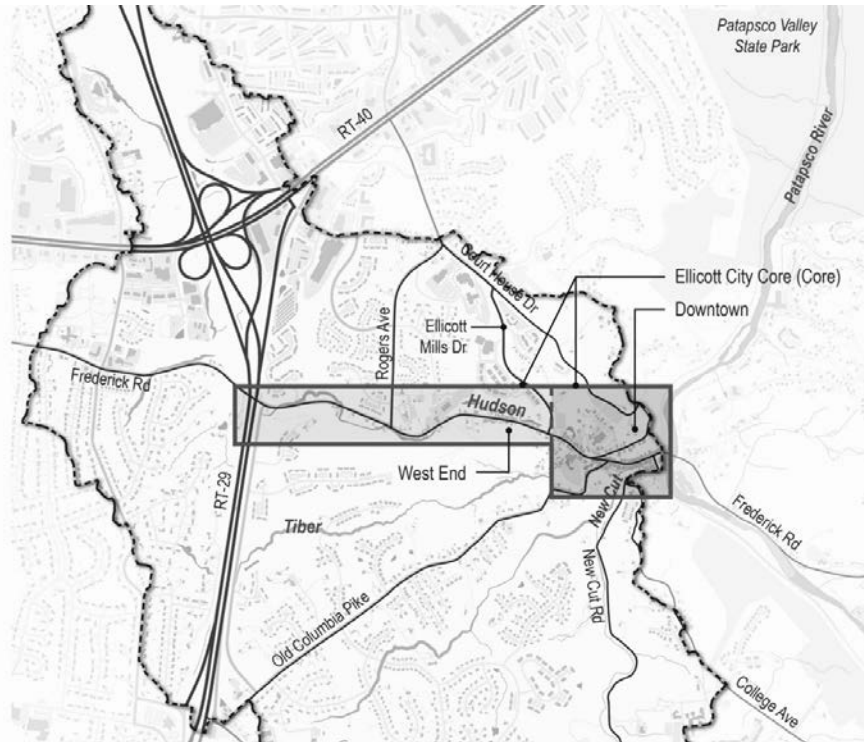 Patapsco Valley
State Park
RT-40
Patapsco River
Court House Dr
Ellicott City Core (Core)
Downtown
Ellicott
Mills Dr
Rogers Ave
Frederick Rd
Hudson
West End
RT-29
New Cut
Tiber
Frederick Rd
New Cut Rd
Old Columbia Pike
College Ave